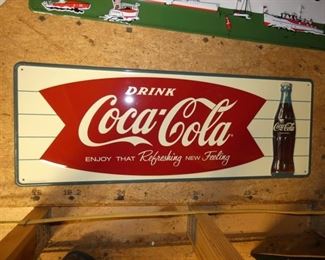 DRINK
Coca-Cola
ENJOY THAT Refreshing NEW Feeling
Coca-Cola